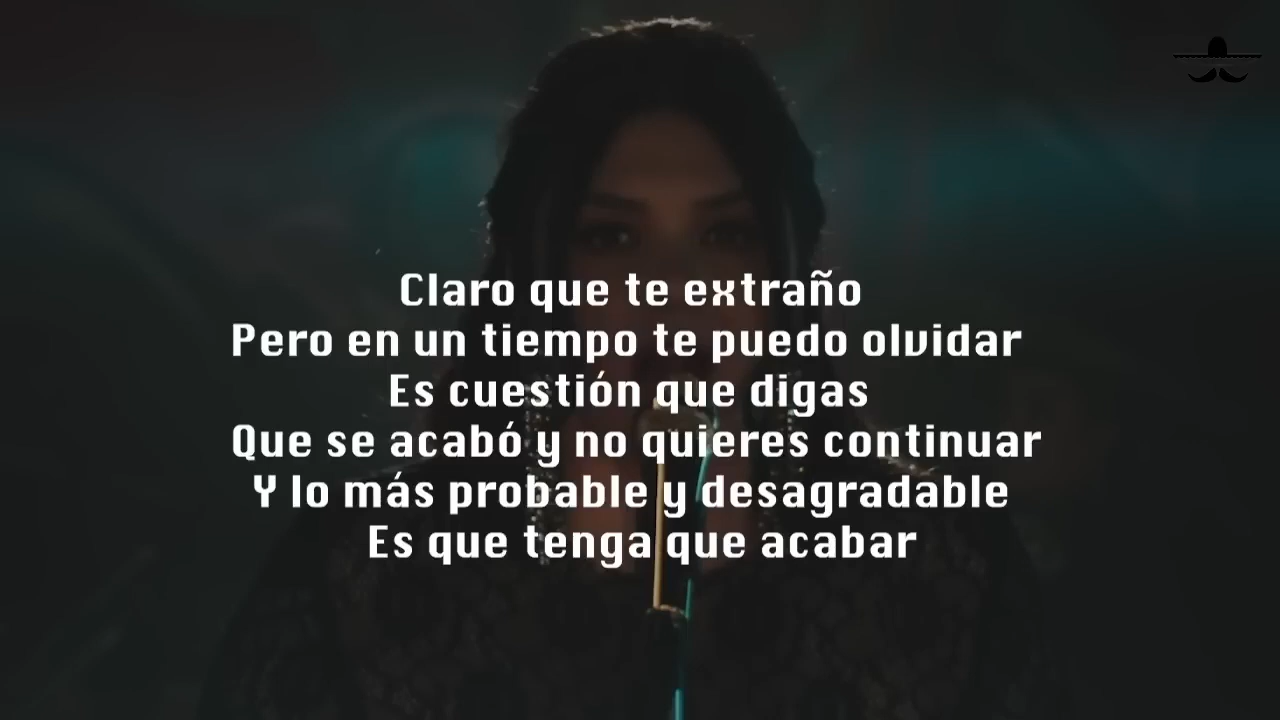 Claro que te extraño
Pero en un tiempo te puedo olvidar
Es cuestión que digas
Que se acabó y no quieres continuar
Y lo más probable y desagradable
Es que tenga que acabar